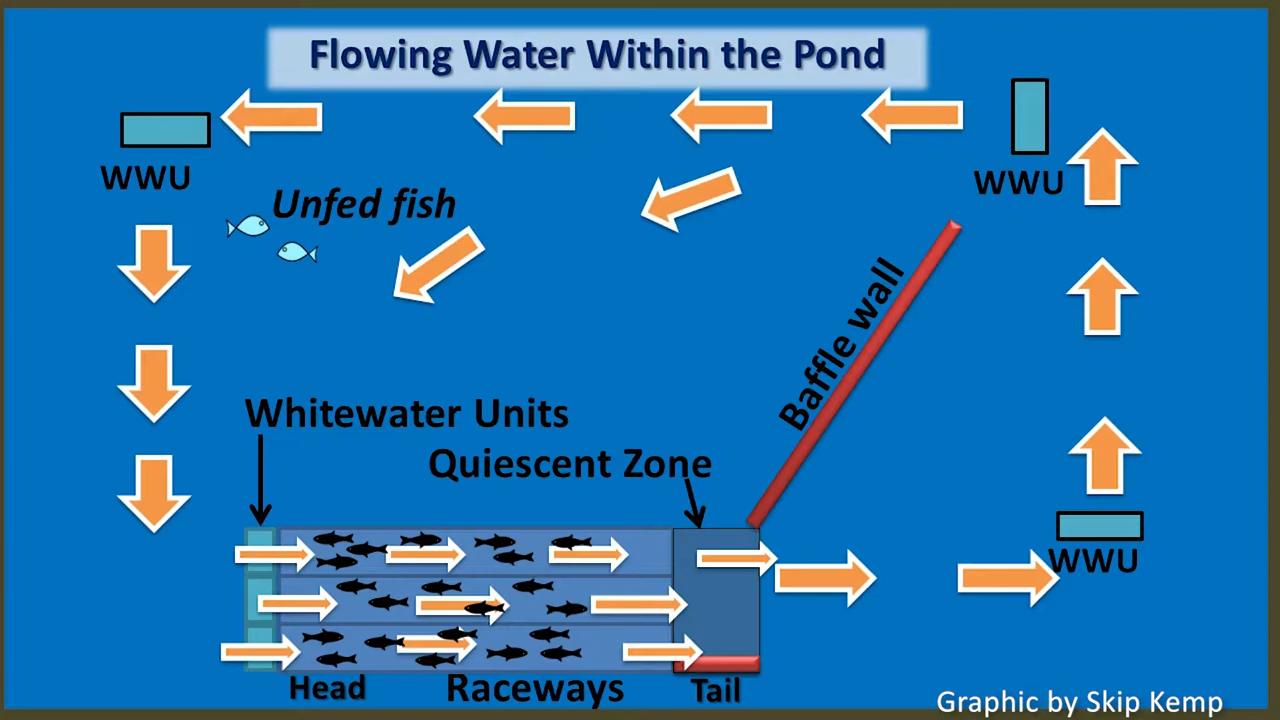 Flowing Water Within the Pond
WWU
WWU
Unfed fish
Baffle wall
Whitewater Units
Quiescent Zone
WWU
Head
Raceways
Tail
Graphic by Skip Kemp